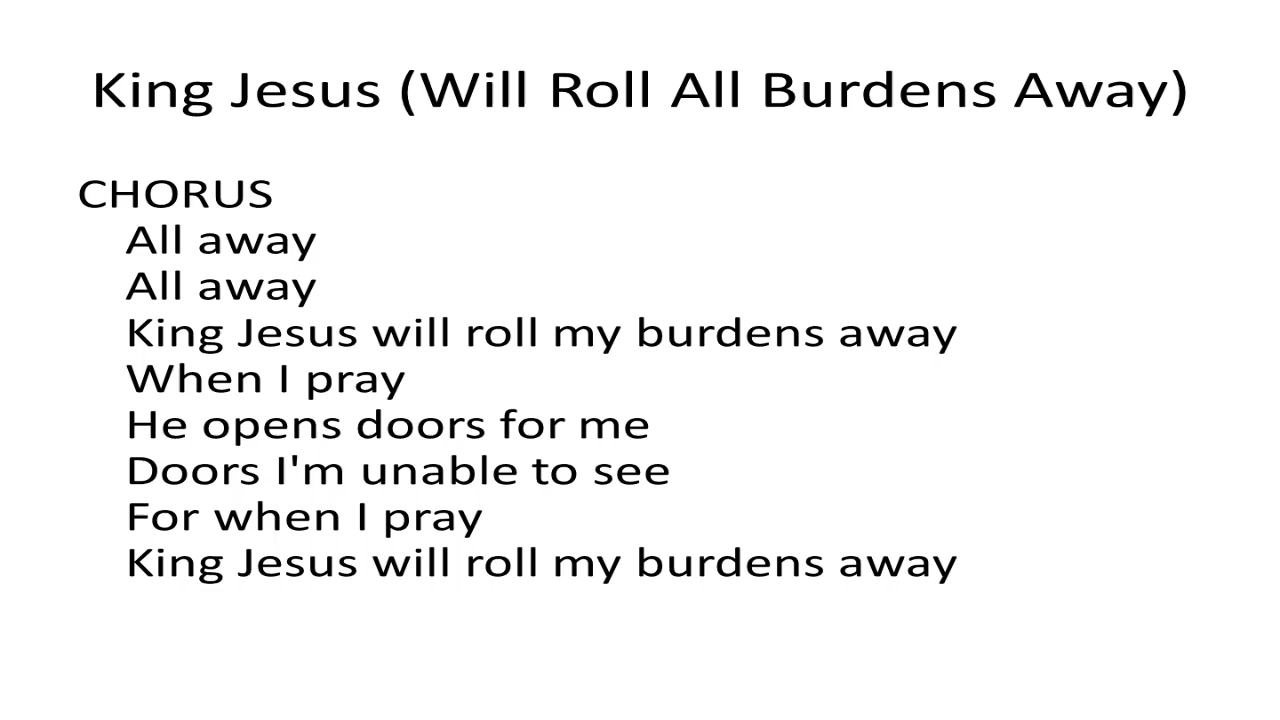 King Jesus (Will Roll All Burdens Away)
CHORUS
All away
All away
King Jesus will roll my burdens away
When I pray
He opens doors for me
Doors I'm unable to see
For when I pray
King Jesus will roll my burdens away